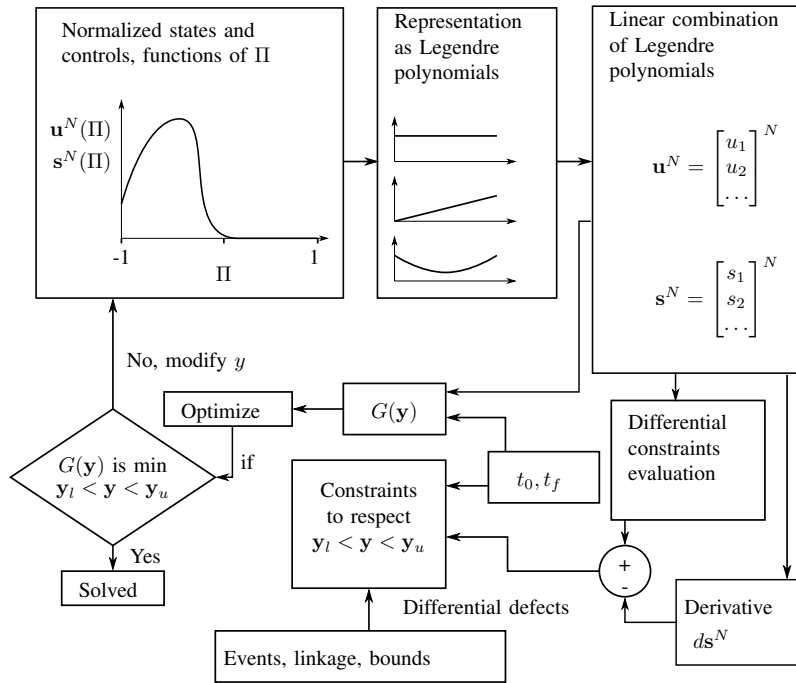 Normalized states and
controls, functions of Π
u^N(Π)
s^N(Π)
-1
1
Π
Representation
as Legendre
polynomials
Linear combination
of Legendre
polynomials
u^N = [u_1 u_2 ...]^N
s^N = [s_1 s_2 ...]^N
No, modify y
Optimize
G(y)
Differential
constraints
evaluation
G(y) is min
y_l < y < y_u
if
Constraints
to respect
y_l < y < y_u
t_0, t_f
Yes
Solved
+
-
Differential defects
Derivative
ds^N
Events, linkage, bounds